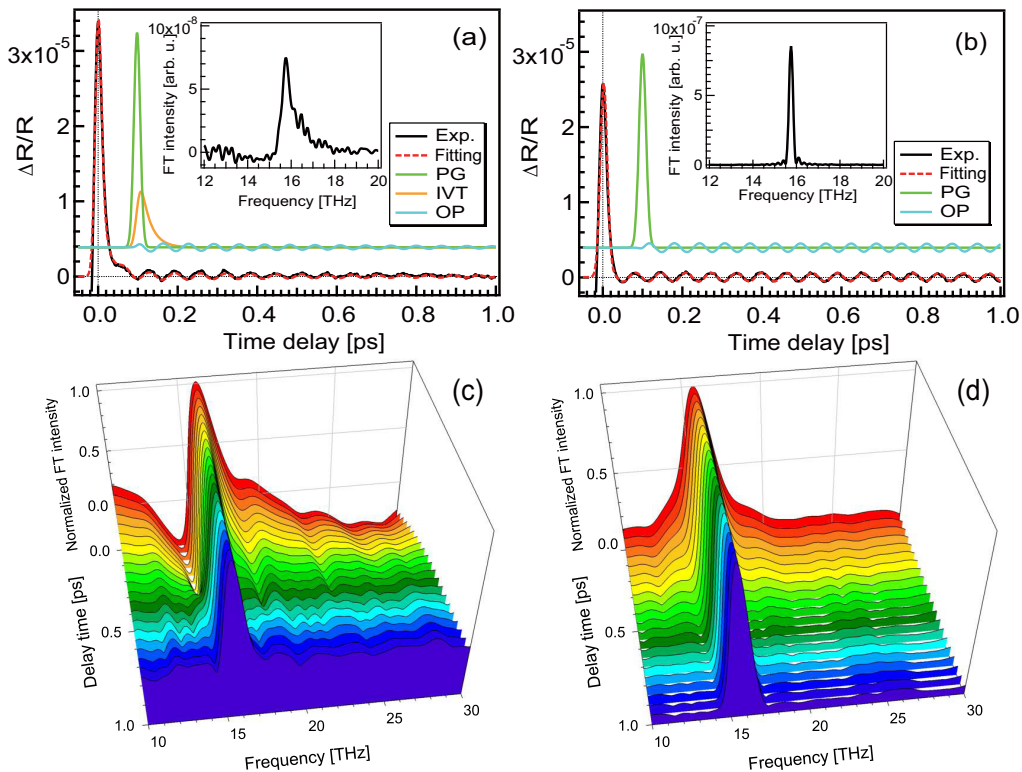 (a)
3x10-5
2
1
0
ΔR/R
0.0 0.2 0.4 0.6 0.8 1.0
Time delay [ps]
10x10-8
5
0
FT intensity [arb. u.]
12 14 16 18 20
Frequency [THz]
Exp.
Fitting
PG
IVT
OP
(b)
3x10-5
2
1
0
ΔR/R
0.0 0.2 0.4 0.6 0.8 1.0
Time delay [ps]
10x10-7
5
0
FT intensity [arb. u.]
12 14 16 18 20
Frequency [THz]
Exp.
Fitting
PG
OP
(c)
1.0
0.5
0.0
Normalized FT intensity
0.0
0.5
1.0
Delay time [ps]
10 15 20 25 30
Frequency [THz]
(d)
1.0
0.5
0.0
Normalized FT intensity
0.0
0.5
1.0
Delay time [ps]
10 15 20 25 30
Frequency [THz]